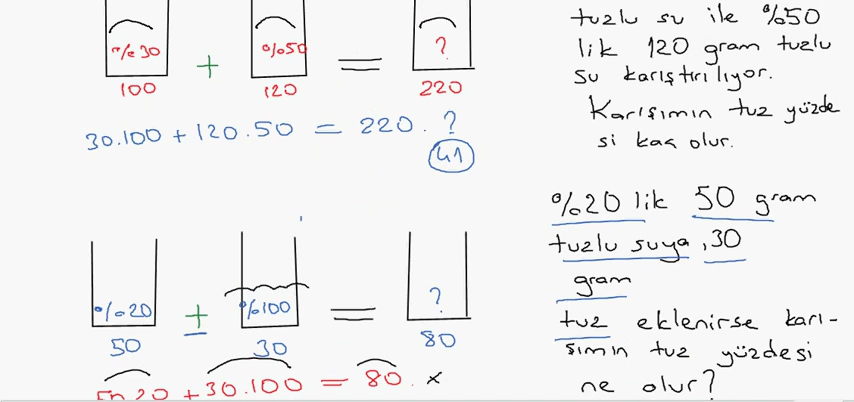 %30 + %50 = ?
100 120 220
30.100 + 120.50 = 220. ?
41
tuzlu su ile %50
lik 120 gram tuzlu
su karıştırılıyor.
Karışımın tuz yüzde
si kaç olur.
%20 + %100 = ?
50 30 80
50.20 + 30.100 = 80. x
%20 lik 50 gram
tuzlu suya ,30
gram
tuz eklenirse karı-
şımın tuz yüzdesi
ne olur?